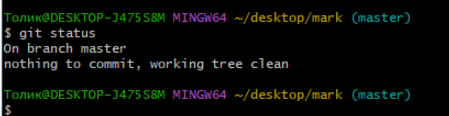 Толик@DESKTOP-J475S8M MINGW64 ~/desktop/mark (master)
$ git status
On branch master
nothing to commit, working tree clean
Толик@DESKTOP-J475S8M MINGW64 ~/desktop/mark (master)
$